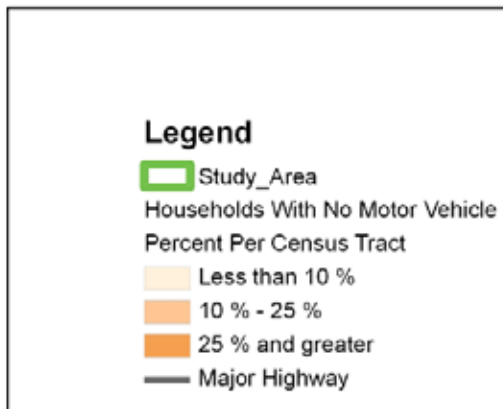 Legend
Study_Area
Households With No Motor Vehicle
Percent Per Census Tract
Less than 10 %
10 % - 25 %
25 % and greater
Major Highway